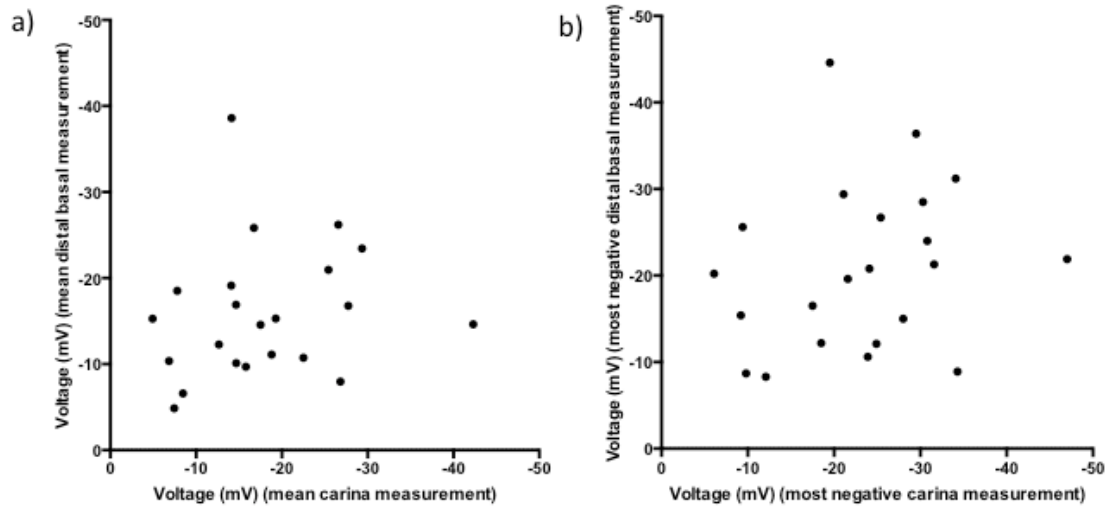 a)
Voltage (mV) (mean distal basal measurement)
-50
-40
-30
-20
-10
0
0 -10 -20 -30 -40 -50
Voltage (mV) (mean carina measurement)
b)
Voltage (mV) (most negative distal basal measurement)
-50
-40
-30
-20
-10
0
0 -10 -20 -30 -40 -50
Voltage (mV) (most negative carina measurement)